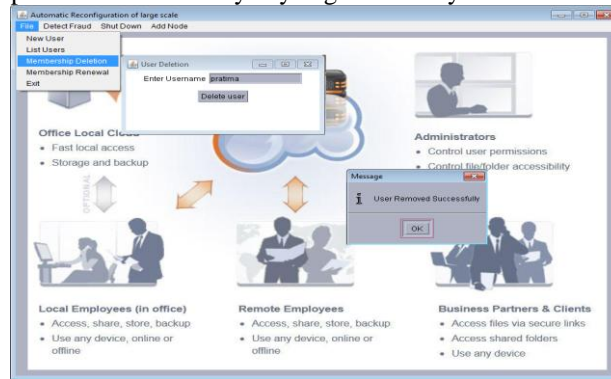 Automatic Reconfiguration of large scale
File Detect Fraud Shut Down Add Node
New User
List Users
Membership Deletion
Membership Renewal
Exit
User Deletion
Enter Username pratima
Delete user
Office Local Clo
• Fast local access
• Storage and backup
OPTIONAL
Administrators
• Control user permissions
• Control file/folder accessibility
Message
User Removed Successfully
OK
Local Employees (in office)
• Access, share, store, backup
• Use any device, online or
offline
Remote Employees
• Access, share, store, backup
• Use any device, online or
offline
Business Partners & Clients
• Access files via secure links
• Access shared folders
• Use any device